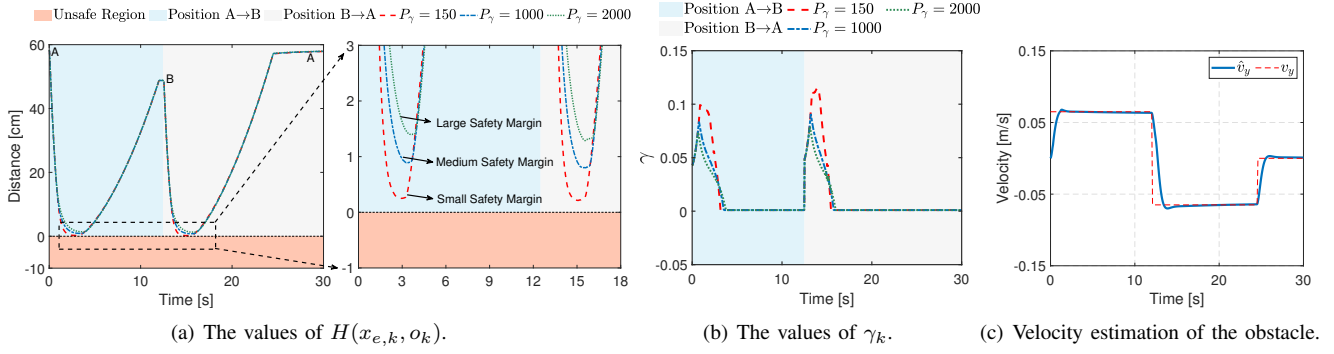 Unsafe Region Position A→B Position B→A P_γ = 150 P_γ = 1000 P_γ = 2000
Position A→B P_γ = 150 P_γ = 2000
Position B→A P_γ = 1000
60
40
20
0
-10
Distance [cm]
A
B
A
0 10 20 30
Time [s]
3
2
1
0
-1
Large Safety Margin
Medium Safety Margin
Small Safety Margin
0 3 6 9 12 15 18
Time [s]
0.15
0.1
0.05
0
-0.05
γ
0 10 20 30
Time [s]
0.15
0.05
-0.05
-0.15
Velocity [m/s]
v̂_y v_y
0 10 20 30
Time [s]
(a) The values of H(x_{e,k}, o_k).
(b) The values of γ_k.
(c) Velocity estimation of the obstacle.